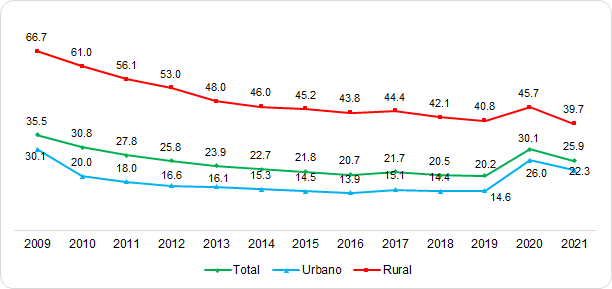 66.7 61.0 56.1 53.0 48.0 46.0 45.2 43.8 44.4 42.1 40.8 45.7 39.7
35.5 30.8 27.8 25.8 23.9 22.7 21.8 20.7 21.7 20.5 20.2 30.1 25.9
30.1 20.0 18.0 16.6 16.1 15.3 14.5 13.9 15.1 14.4 14.6 26.0 22.3
2009 2010 2011 2012 2013 2014 2015 2016 2017 2018 2019 2020 2021
Total Urbano Rural